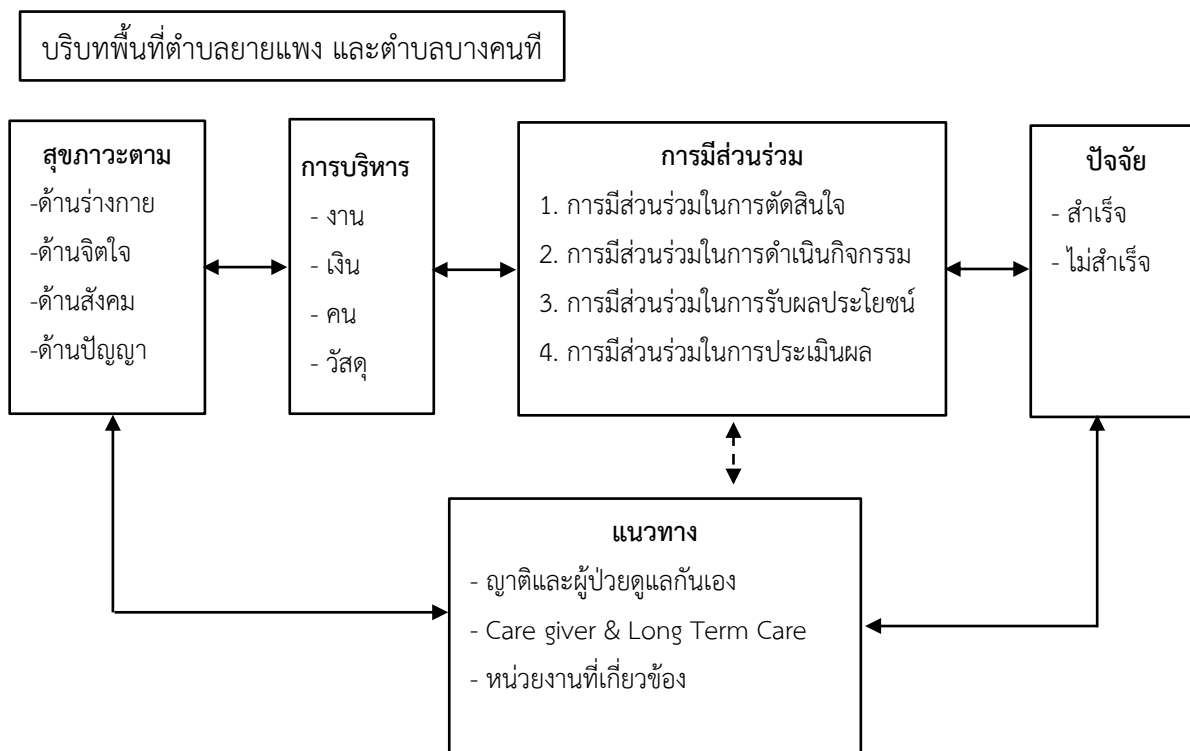 บริบทพื้นที่ตำบลยายแพง และตำบลบางคนที
สุขภาวะตาม
-ด้านร่างกาย
-ด้านจิตใจ
-ด้านสังคม
-ด้านปัญญา
การบริหาร
- งาน
- เงิน
- คน
- วัสดุ
การมีส่วนร่วม
1. การมีส่วนร่วมในการตัดสินใจ
2. การมีส่วนร่วมในการดำเนินกิจกรรม
3. การมีส่วนร่วมในการรับผลประโยชน์
4. การมีส่วนร่วมในการประเมินผล
ปัจจัย
- สำเร็จ
- ไม่สำเร็จ
แนวทาง
- ญาติและผู้ป่วยดูแลกันเอง
- Care giver & Long Term Care
- หน่วยงานที่เกี่ยวข้อง